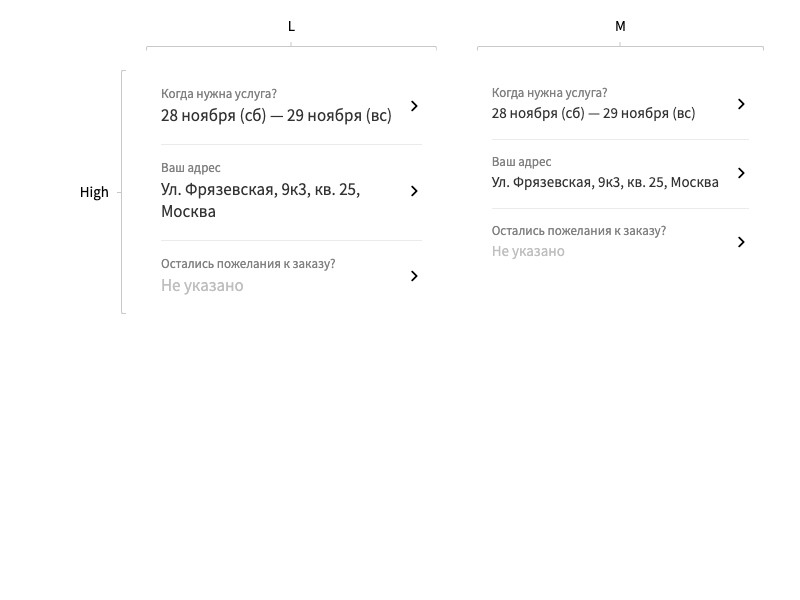 L
M
High
Когда нужна услуга?
28 ноября (сб) — 29 ноября (вс)
Ваш адрес
Ул. Фрязевская, 9к3, кв. 25,
Москва
Остались пожелания к заказу?
Не указано
Когда нужна услуга?
28 ноября (сб) — 29 ноября (вс)
Ваш адрес
Ул. Фрязевская, 9к3, кв. 25, Москва
Остались пожелания к заказу?
Не указано